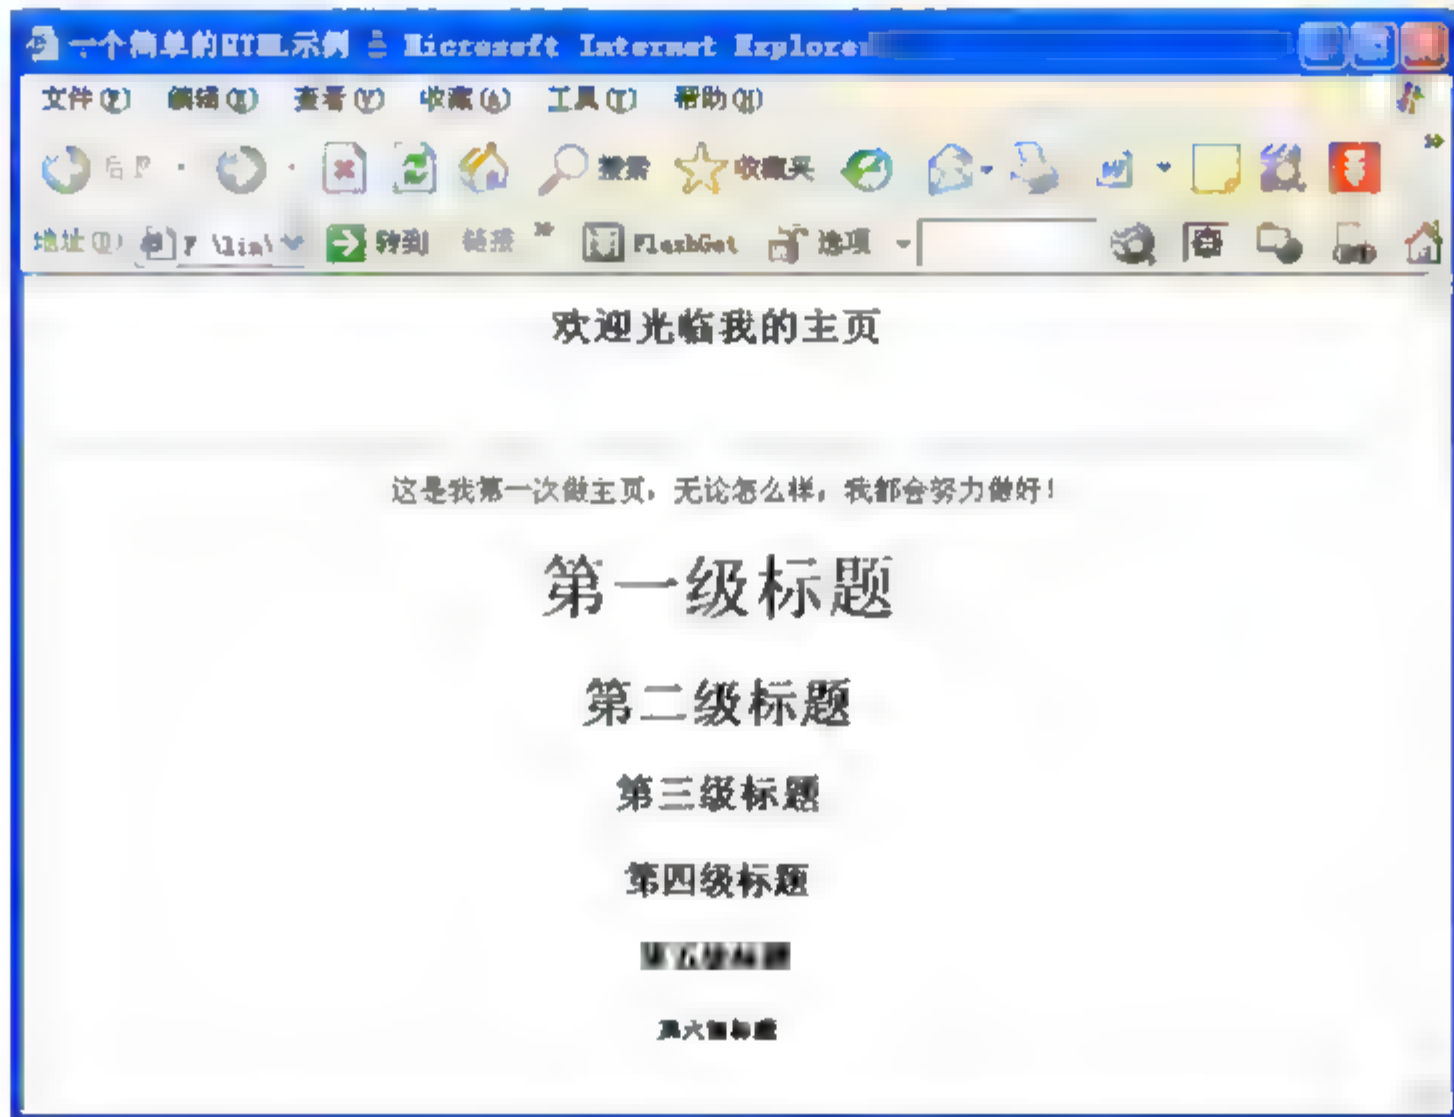 一个简单的HTML示例 - Microsoft Internet Explorer
文件(F) 编辑(E) 查看(V) 收藏(A) 工具(T) 帮助(H)
后退 搜索 收藏夹
地址(D) F:\lin\ 转到 链接 » FlashGet 选项
欢迎光临我的主页
这是我第一次做主页，无论怎么样，我都会努力做好！
第一级标题
第二级标题
第三级标题
第四级标题
第五级标题
第六级标题